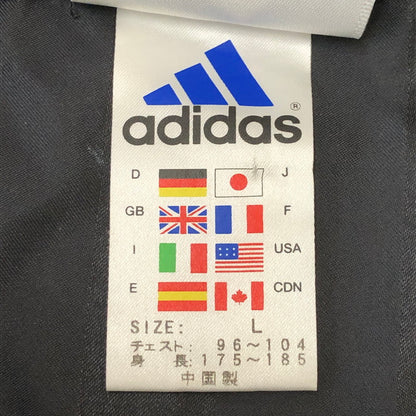 adidas®
D J
GB F
I USA
E CDN
SIZE: L
チェスト: 96〜104
身 長:175〜185
中国製